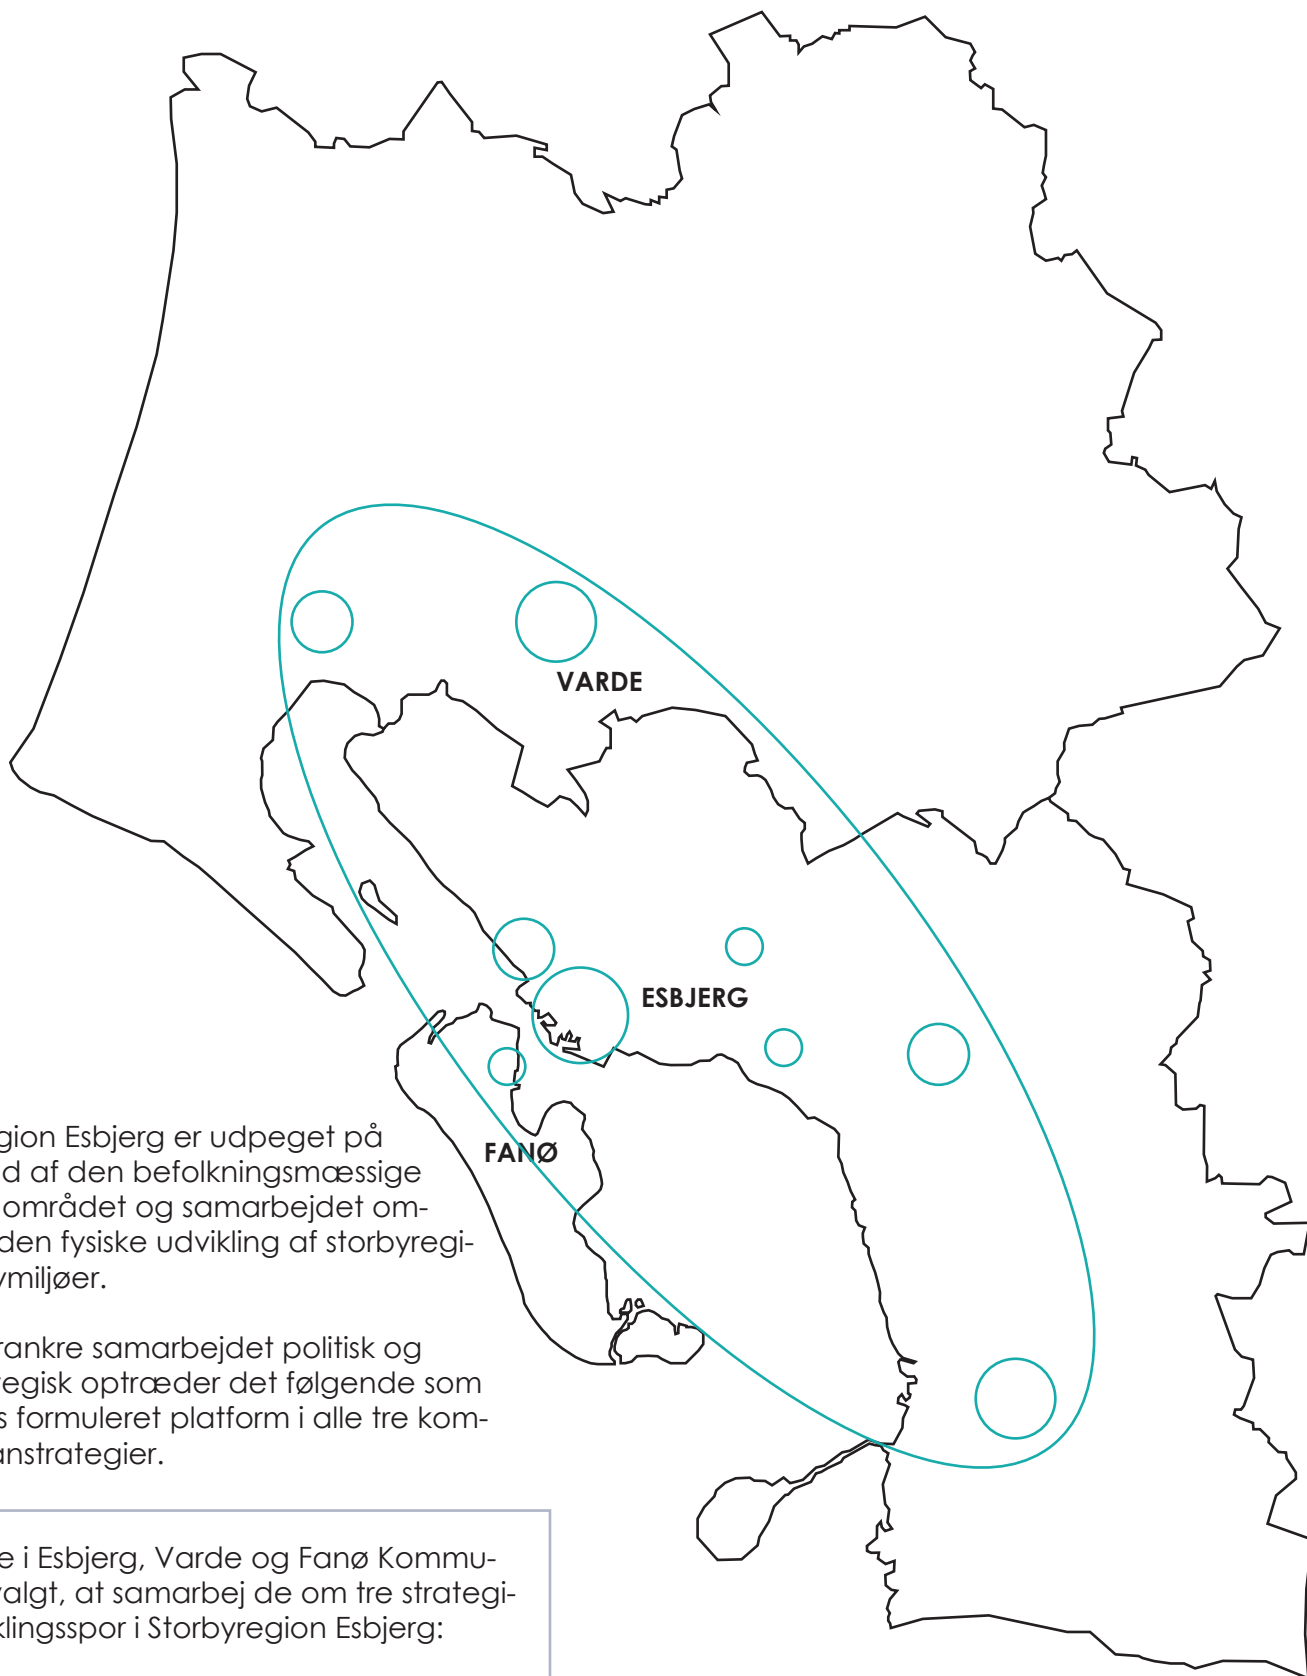 VARDE
ESBJERG
FANØ
gion Esbjerg er udpeget på
d af den befolkningsmæssige
området og samarbejdet om-
den fysiske udvikling af storbyregi-
ymiljøer.
rankre samarbejdet politisk og
egisk optræder det følgende som
s formuleret platform i alle tre kom-
anstrategier.
e i Esbjerg, Varde og Fanø Kommu-
valgt, at samarbej de om tre strategi-
klingsspor i Storbyregion Esbjerg: